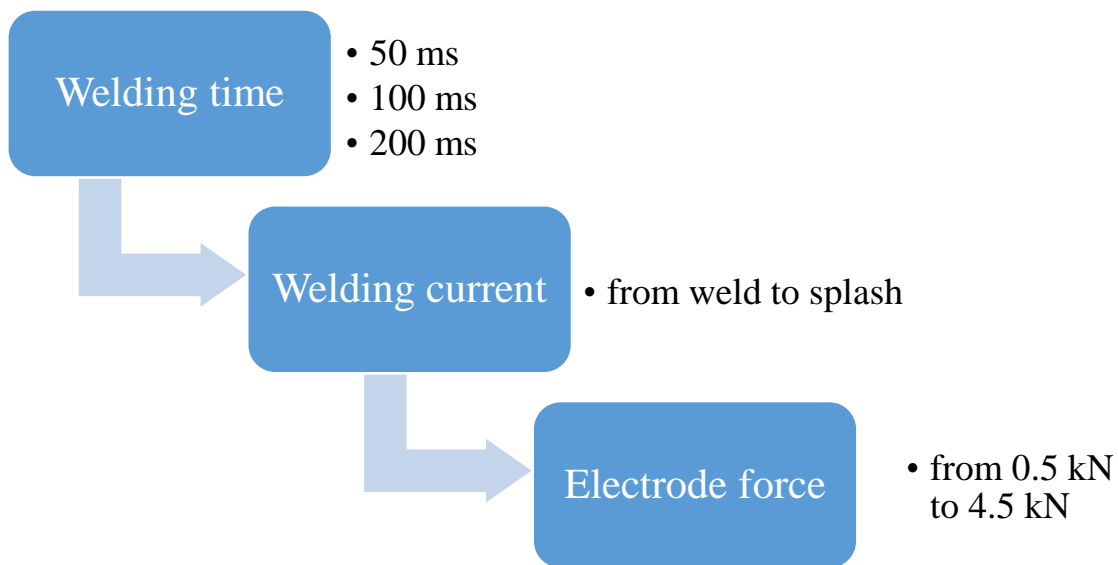 Welding time
• 50 ms
• 100 ms
• 200 ms
Welding current
• from weld to splash
Electrode force
• from 0.5 kN
to 4.5 kN